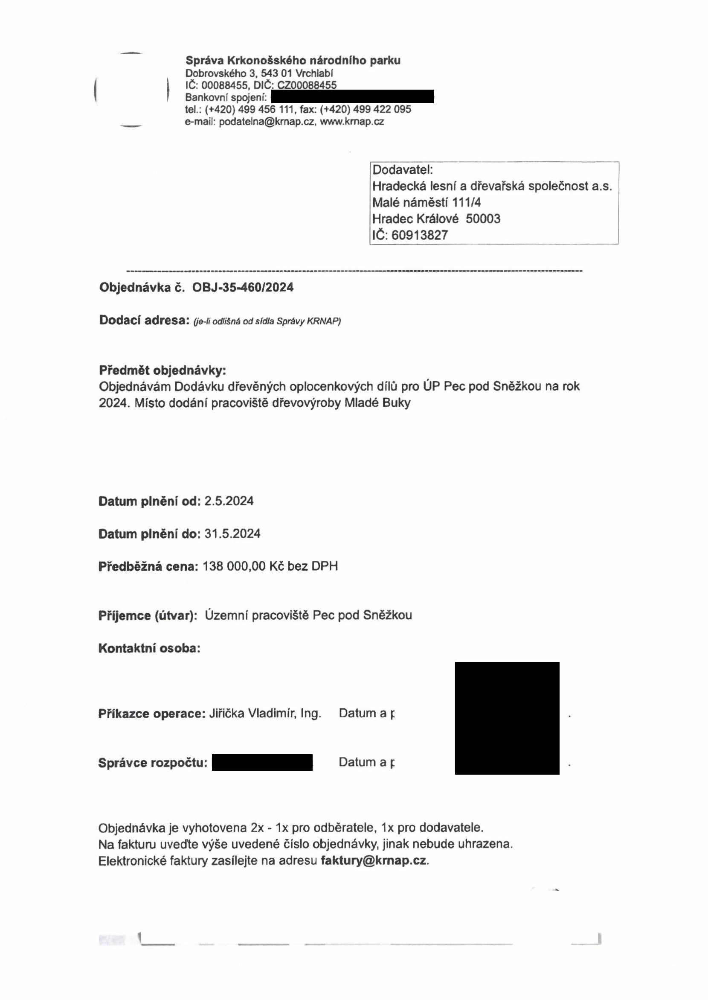 Správa Krkonošského národního parku
Dobrovského 3, 543 01 Vrchlabí
IČ: 00088455, DIČ: CZ00088455
Bankovní spojení:
tel.: (+420) 499 456 111, fax: (+420) 499 422 095
e-mail: podatelna@krnap.cz, www.krnap.cz
Dodavatel:
Hradecká lesní a dřevařská společnost a.s.
Malé náměstí 111/4
Hradec Králové 50003
IČ: 60913827
Objednávka č. OBJ-35-460/2024
Dodací adresa: (je-li odlišná od sídla Správy KRNAP)
Předmět objednávky:
Objednávám Dodávku dřevěných oplocenkových dílů pro ÚP Pec pod Sněžkou na rok
2024. Místo dodání pracoviště dřevovýroby Mladé Buky
Datum plnění od: 2.5.2024
Datum plnění do: 31.5.2024
Předběžná cena: 138 000,00 Kč bez DPH
Příjemce (útvar): Územní pracoviště Pec pod Sněžkou
Kontaktní osoba:
Příkazce operace: Jiřička Vladimír, Ing. Datum a
Správce rozpočtu: Datum a
Objednávka je vyhotovena 2x - 1x pro odběratele, 1x pro dodavatele.
Na fakturu uveďte výše uvedené číslo objednávky, jinak nebude uhrazena.
Elektronické faktury zasílejte na adresu faktury@krnap.cz.